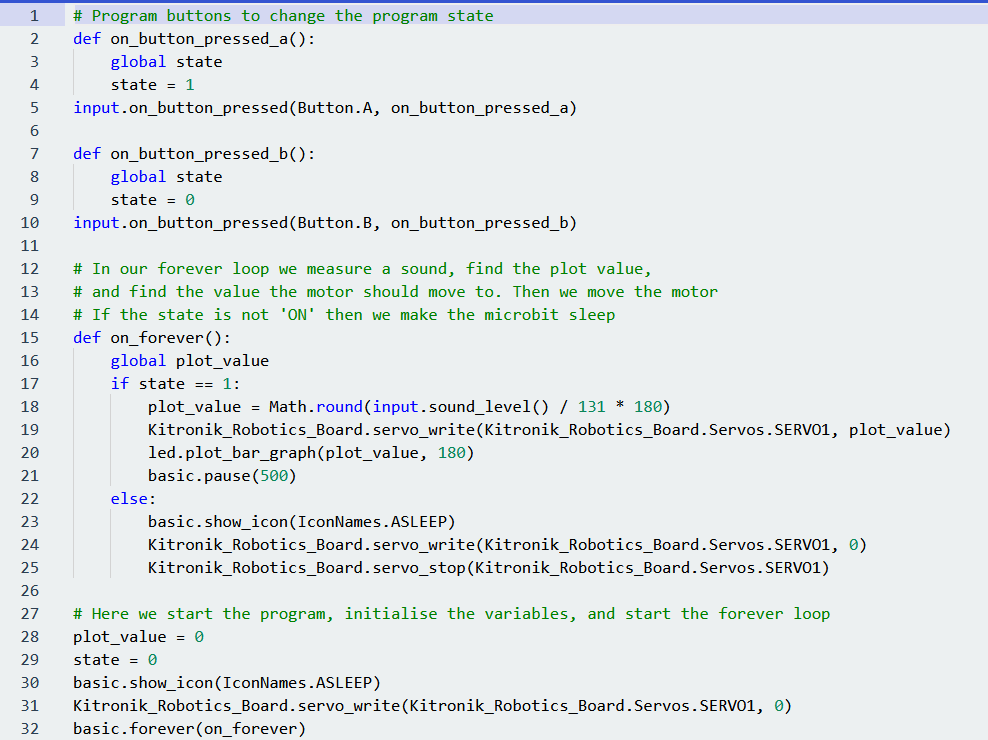 1 # Program buttons to change the program state
2 def on_button_pressed_a():
3     global state
4     state = 1
5 input.on_button_pressed(Button.A, on_button_pressed_a)
6
7 def on_button_pressed_b():
8     global state
9     state = 0
10 input.on_button_pressed(Button.B, on_button_pressed_b)
11
12 # In our forever loop we measure a sound, find the plot value,
13 # and find the value the motor should move to. Then we move the motor
14 # If the state is not 'ON' then we make the microbit sleep
15 def on_forever():
16     global plot_value
17     if state == 1:
18         plot_value = Math.round(input.sound_level() / 131 * 180)
19         Kitronik_Robotics_Board.servo_write(Kitronik_Robotics_Board.Servos.SERVO1, plot_value)
20         led.plot_bar_graph(plot_value, 180)
21         basic.pause(500)
22     else:
23         basic.show_icon(IconNames.ASLEEP)
24         Kitronik_Robotics_Board.servo_write(Kitronik_Robotics_Board.Servos.SERVO1, 0)
25         Kitronik_Robotics_Board.servo_stop(Kitronik_Robotics_Board.Servos.SERVO1)
26
27 # Here we start the program, initialise the variables, and start the forever loop
28 plot_value = 0
29 state = 0
30 basic.show_icon(IconNames.ASLEEP)
31 Kitronik_Robotics_Board.servo_write(Kitronik_Robotics_Board.Servos.SERVO1, 0)
32 basic.forever(on_forever)